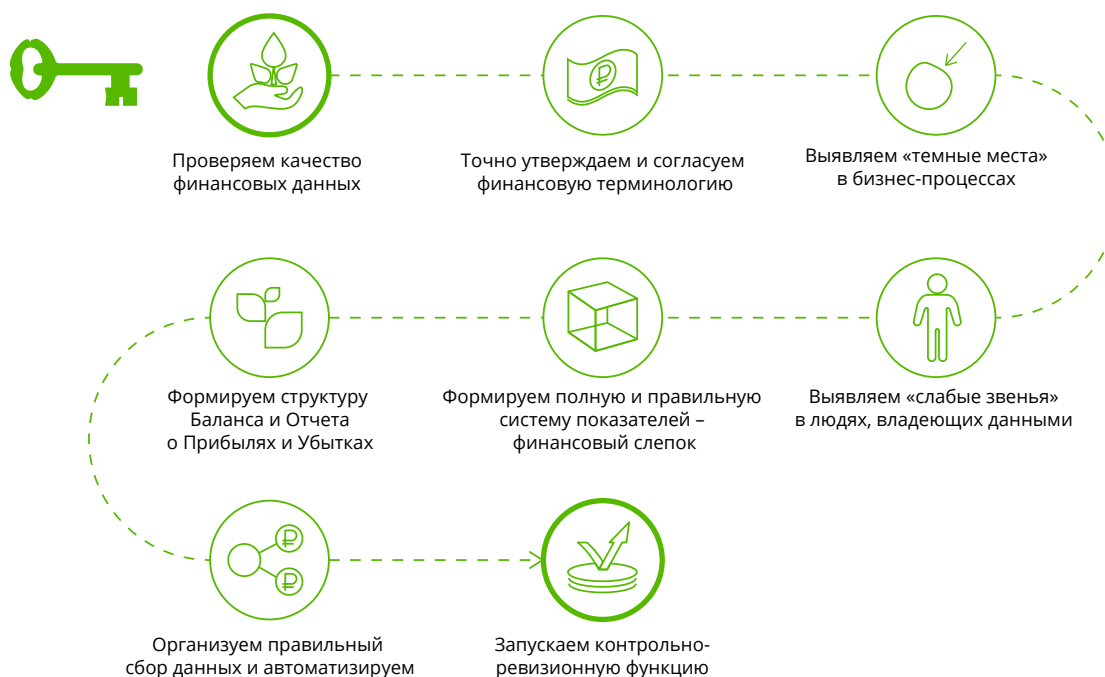 Проверяем качество
финансовых данных
Точно утверждаем и согласуем
финансовую терминологию
Выявляем «темные места»
в бизнес-процессах
Выявляем «слабые звенья»
в людях, владеющих данными
Формируем полную и правильную
систему показателей –
финансовый слепок
Формируем структуру
Баланса и Отчета
о Прибылях и Убытках
Организуем правильный
сбор данных и автоматизируем
Запускаем контрольно-
ревизионную функцию